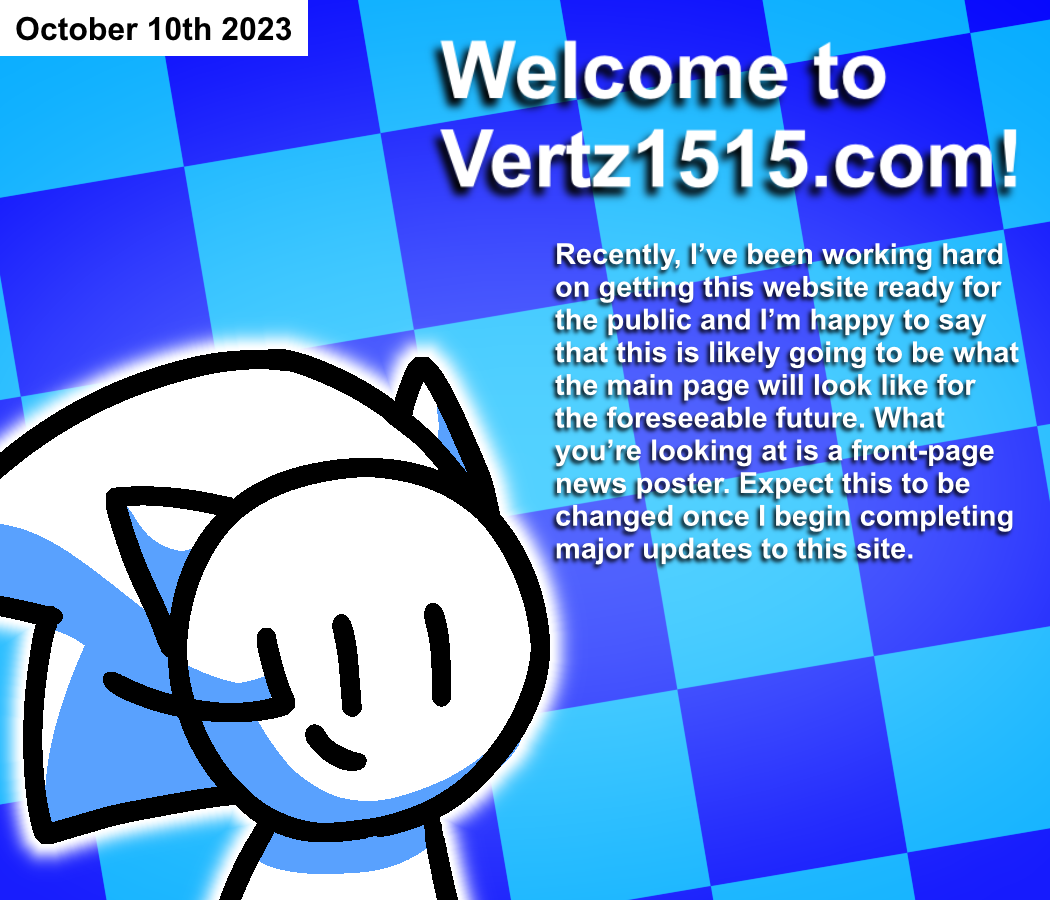 October 10th 2023
Welcome to
Vertz1515.com!
Recently, I’ve been working hard
on getting this website ready for
the public and I’m happy to say
that this is likely going to be what
the main page will look like for
the foreseeable future. What
you’re looking at is a front-page
news poster. Expect this to be
changed once I begin completing
major updates to this site.